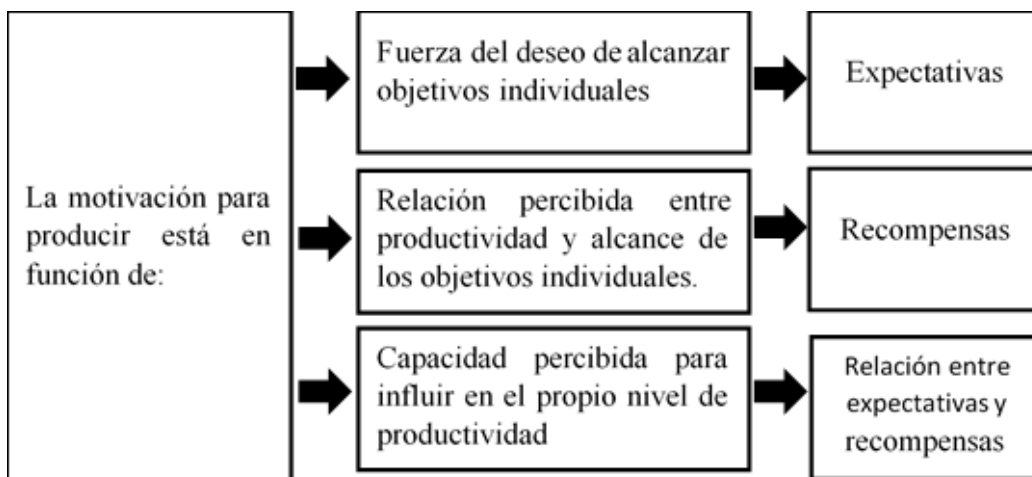 La motivación para
producir está en
función de:
Fuerza del deseo de alcanzar
objetivos individuales
Expectativas
Relación percibida entre
productividad y alcance de
los objetivos individuales.
Recompensas
Capacidad percibida para
influir en el propio nivel de
productividad
Relación entre
expectativas y
recompensas